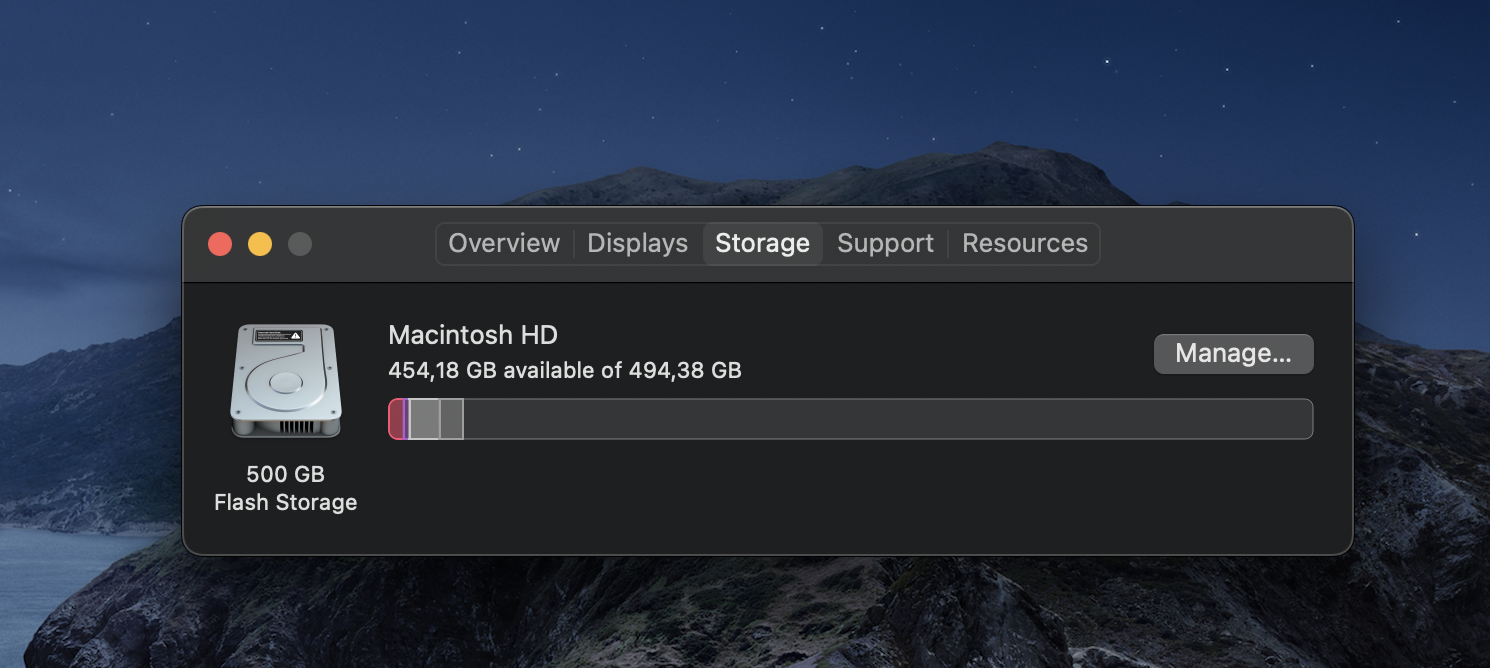 Overview Displays Storage Support Resources
Macintosh HD
454,18 GB available of 494,38 GB
Manage...
500 GB
Flash Storage